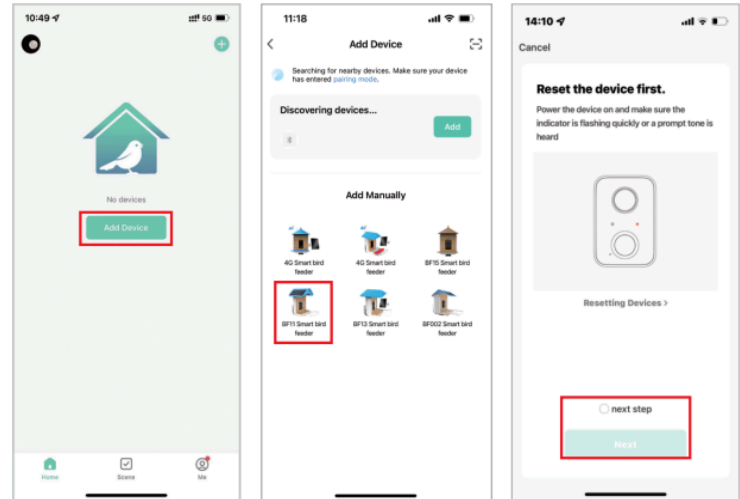 10:49
5G
No devices
Add Device
Home
Scene
Me
11:18
Add Device
Searching for nearby devices. Make sure your device
has entered pairing mode.
Discovering devices...
Add
Add Manually
4G Smart bird
feeder
4G Smart bird
feeder
BF15 Smart bird
feeder
BF11 Smart bird
feeder
BF13 Smart bird
feeder
BF002 Smart bird
feeder
14:10
Cancel
Reset the device first.
Power the device on and make sure the
indicator is flashing quickly or a prompt tone is
heard
Resetting Devices >
next step
Next